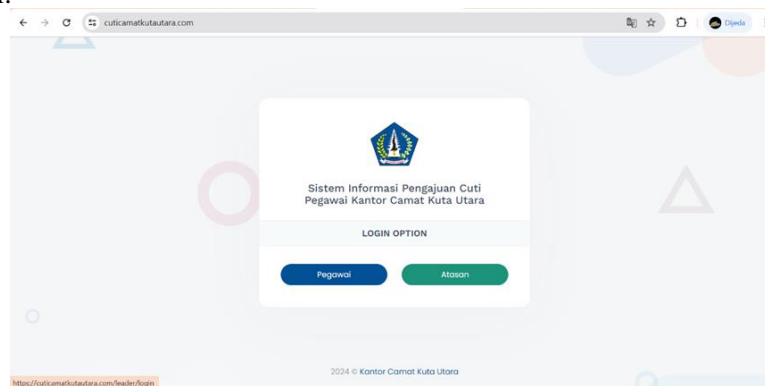 cuticamatkutautara.com
Dijeda
Sistem Informasi Pengajuan Cuti
Pegawai Kantor Camat Kuta Utara
LOGIN OPTION
Pegawai
Atasan
2024 © Kantor Camat Kuta Utara
https://cuticamatkutautara.com/leader/login